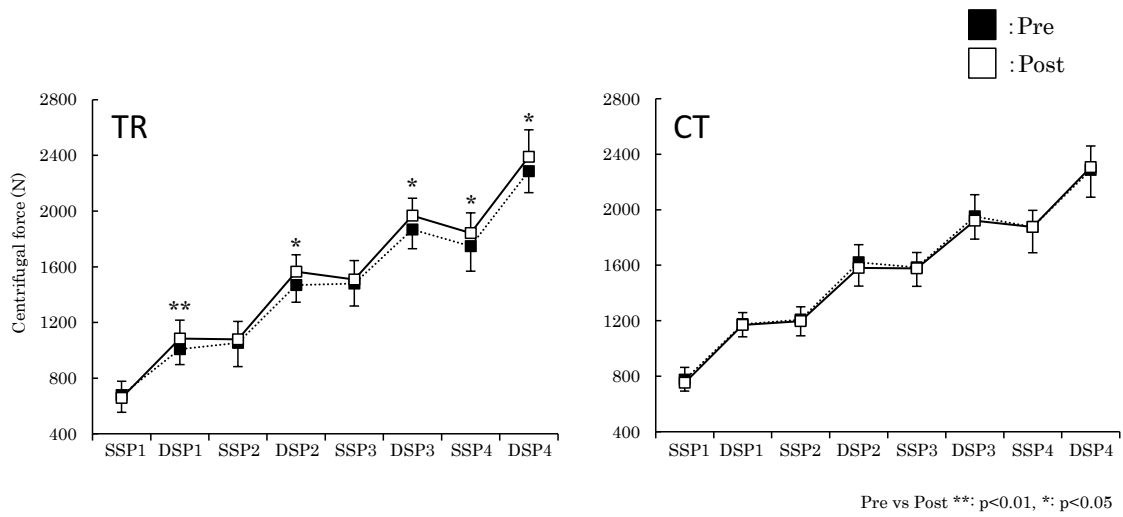 : Pre
: Post
TR
Centrifugal force (N)
2800
2400
2000
1600
1200
800
400
**
*
*
*
*
SSP1 DSP1 SSP2 DSP2 SSP3 DSP3 SSP4 DSP4
CT
2800
2400
2000
1600
1200
800
400
SSP1 DSP1 SSP2 DSP2 SSP3 DSP3 SSP4 DSP4
Pre vs Post **: p<0.01, *: p<0.05